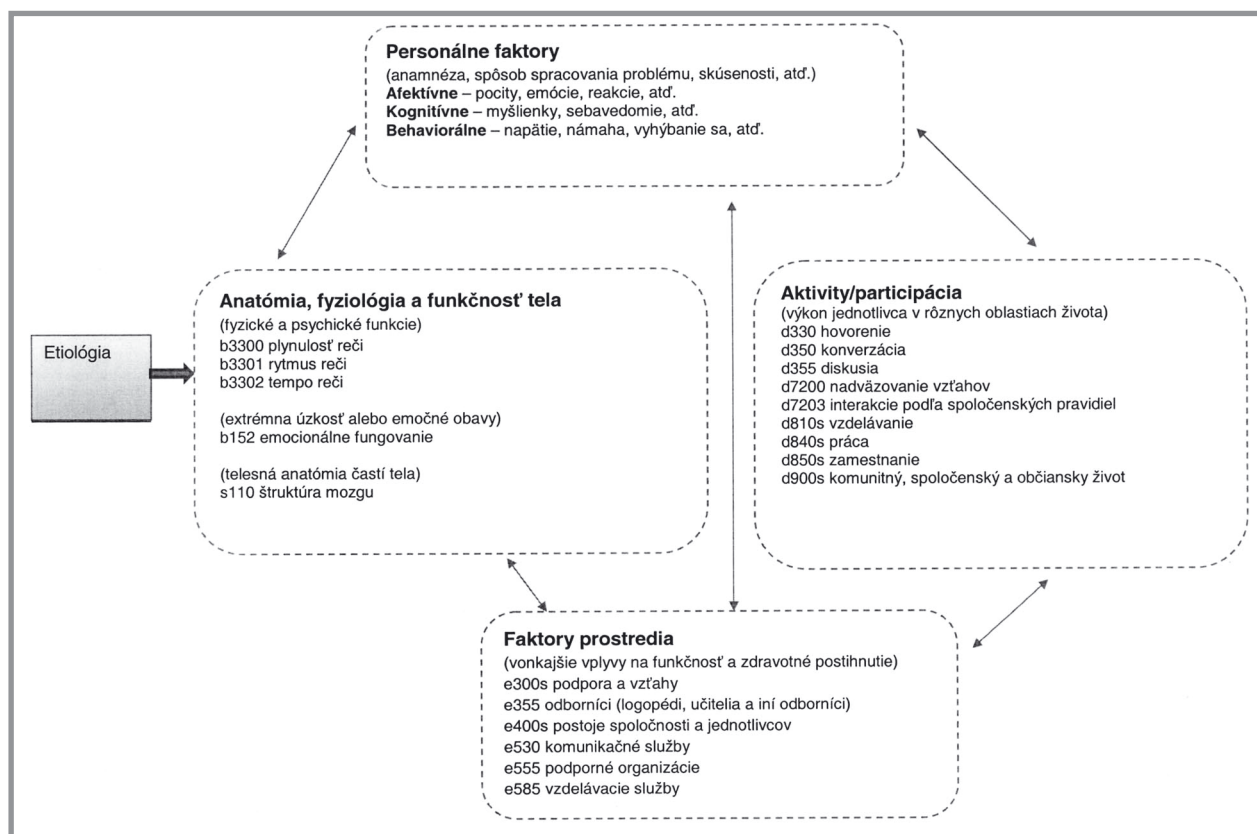 Personálne faktory
(anamnéza, spôsob spracovania problému, skúsenosti, atď.)
Afektívne – pocity, emócie, reakcie, atď.
Kognitívne – myšlienky, sebavedomie, atď.
Behaviorálne – napätie, námaha, vyhýbanie sa, atď.
Etiológia
Anatómia, fyziológia a funkčnosť tela
(fyzické a psychické funkcie)
b3300 plynulosť reči
b3301 rytmus reči
b3302 tempo reči
(extrémna úzkosť alebo emočné obavy)
b152 emocionálne fungovanie
(telesná anatómia častí tela)
s110 štruktúra mozgu
Aktivity/participácia
(výkon jednotlivca v rôznych oblastiach života)
d330 hovorenie
d350 konverzácia
d355 diskusia
d7200 nadväzovanie vzťahov
d7203 interakcie podľa spoločenských pravidiel
d810s vzdelávanie
d840s práca
d850s zamestnanie
d900s komunitný, spoločenský a občiansky život
Faktory prostredia
(vonkajšie vplyvy na funkčnosť a zdravotné postihnutie)
e300s podpora a vzťahy
e355 odborníci (logopédi, učitelia a iní odborníci)
e400s postoje spoločnosti a jednotlivcov
e530 komunikačné služby
e555 podporné organizácie
e585 vzdelávacie služby